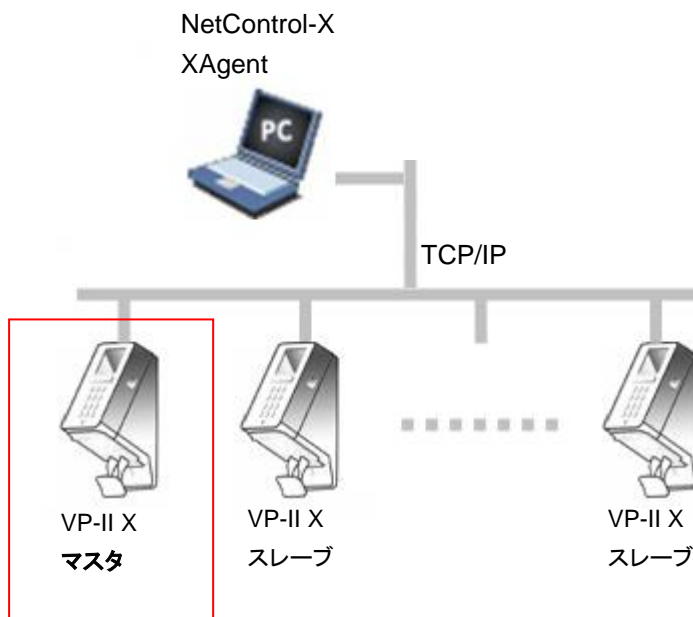 NetControl-X
XAgent
PC
TCP/IP
VP-II X
マスタ
VP-II X
スレーブ
VP-II X
スレーブ